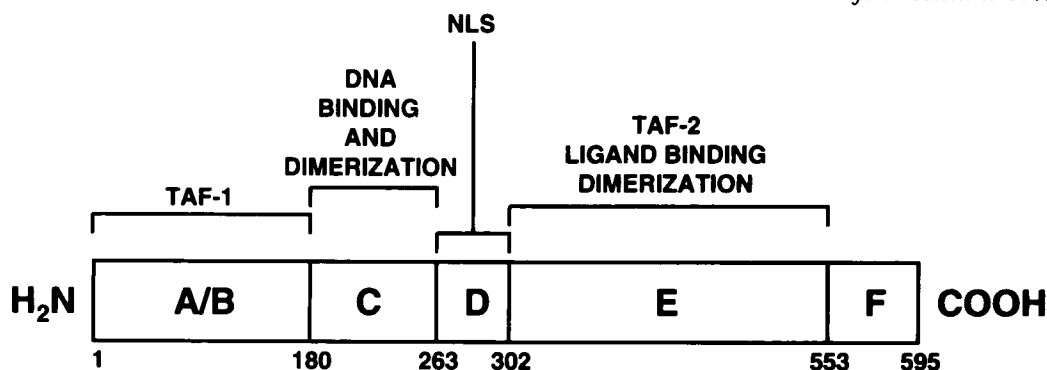 NLS
DNA
BINDING
AND
DIMERIZATION
TAF-2
LIGAND BINDING
DIMERIZATION
TAF-1
H₂N A/B C D E F COOH
1 180 263 302 553 595